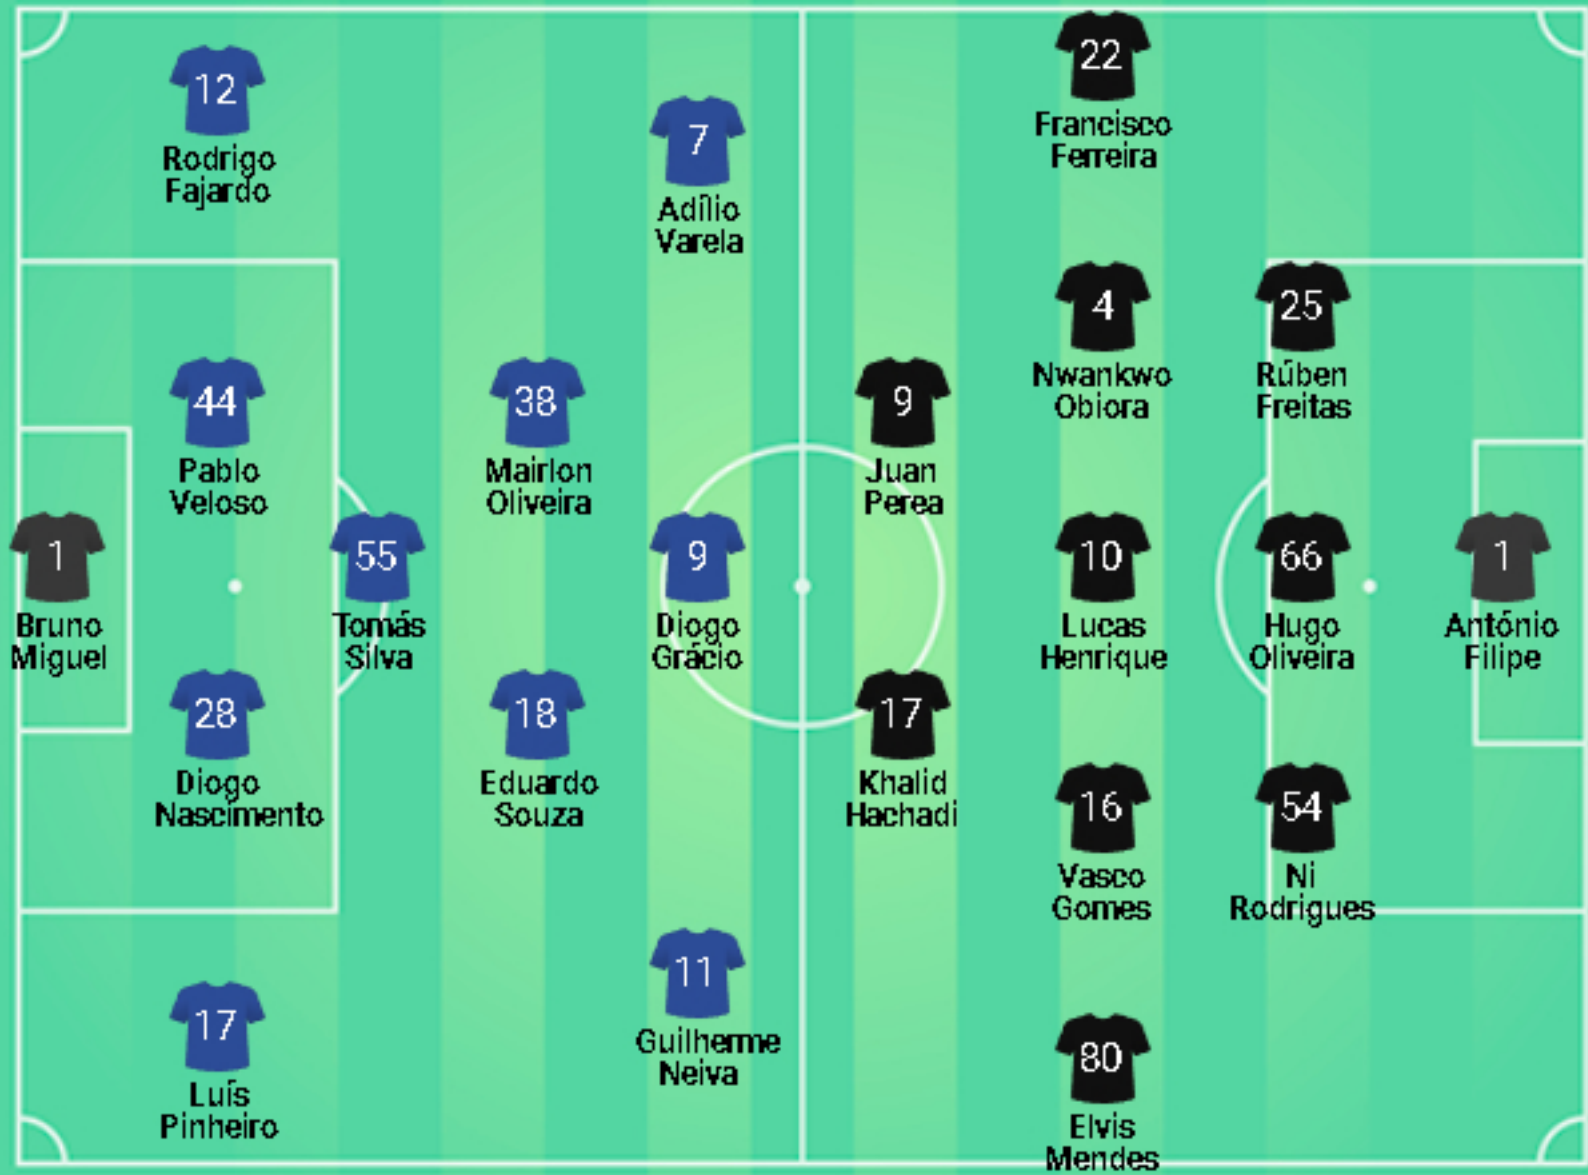 12
Rodrigo
Fajardo
7
Adílio
Varela
22
Francisco
Ferreira
44
Pablo
Veloso
38
Mairlon
Oliveira
9
Juan
Perea
4
Nwankwo
Obiora
25
Rúben
Freitas
1
Bruno
Miguel
55
Tomás
Silva
9
Diogo
Grácio
10
Lucas
Henrique
66
Hugo
Oliveira
1
António
Filipe
28
Diogo
Nascimento
18
Eduardo
Souza
17
Khalid
Hachadi
16
Vasco
Gomes
54
Ni
Rodrigues
17
Luís
Pinheiro
11
Guilherme
Neiva
80
Elvis
Mendes